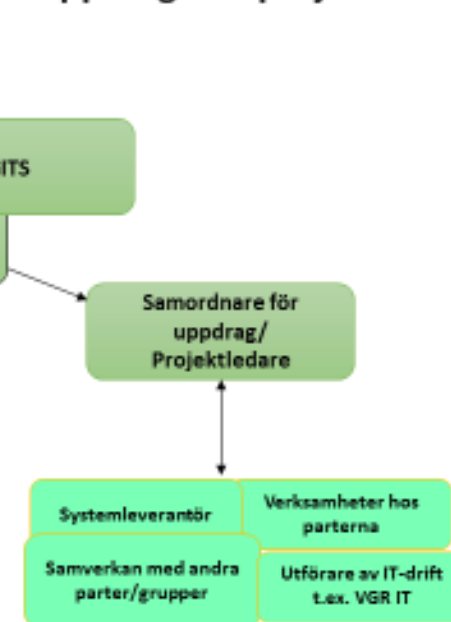 ITS
Samordnare för
uppdrag/
Projektledare
Systemleverantör
Verksamheter hos
parterna
Samverkan med andra
parter/grupper
Utförare av IT-drift
t.ex. VGR IT